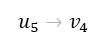 u₅ → v₄